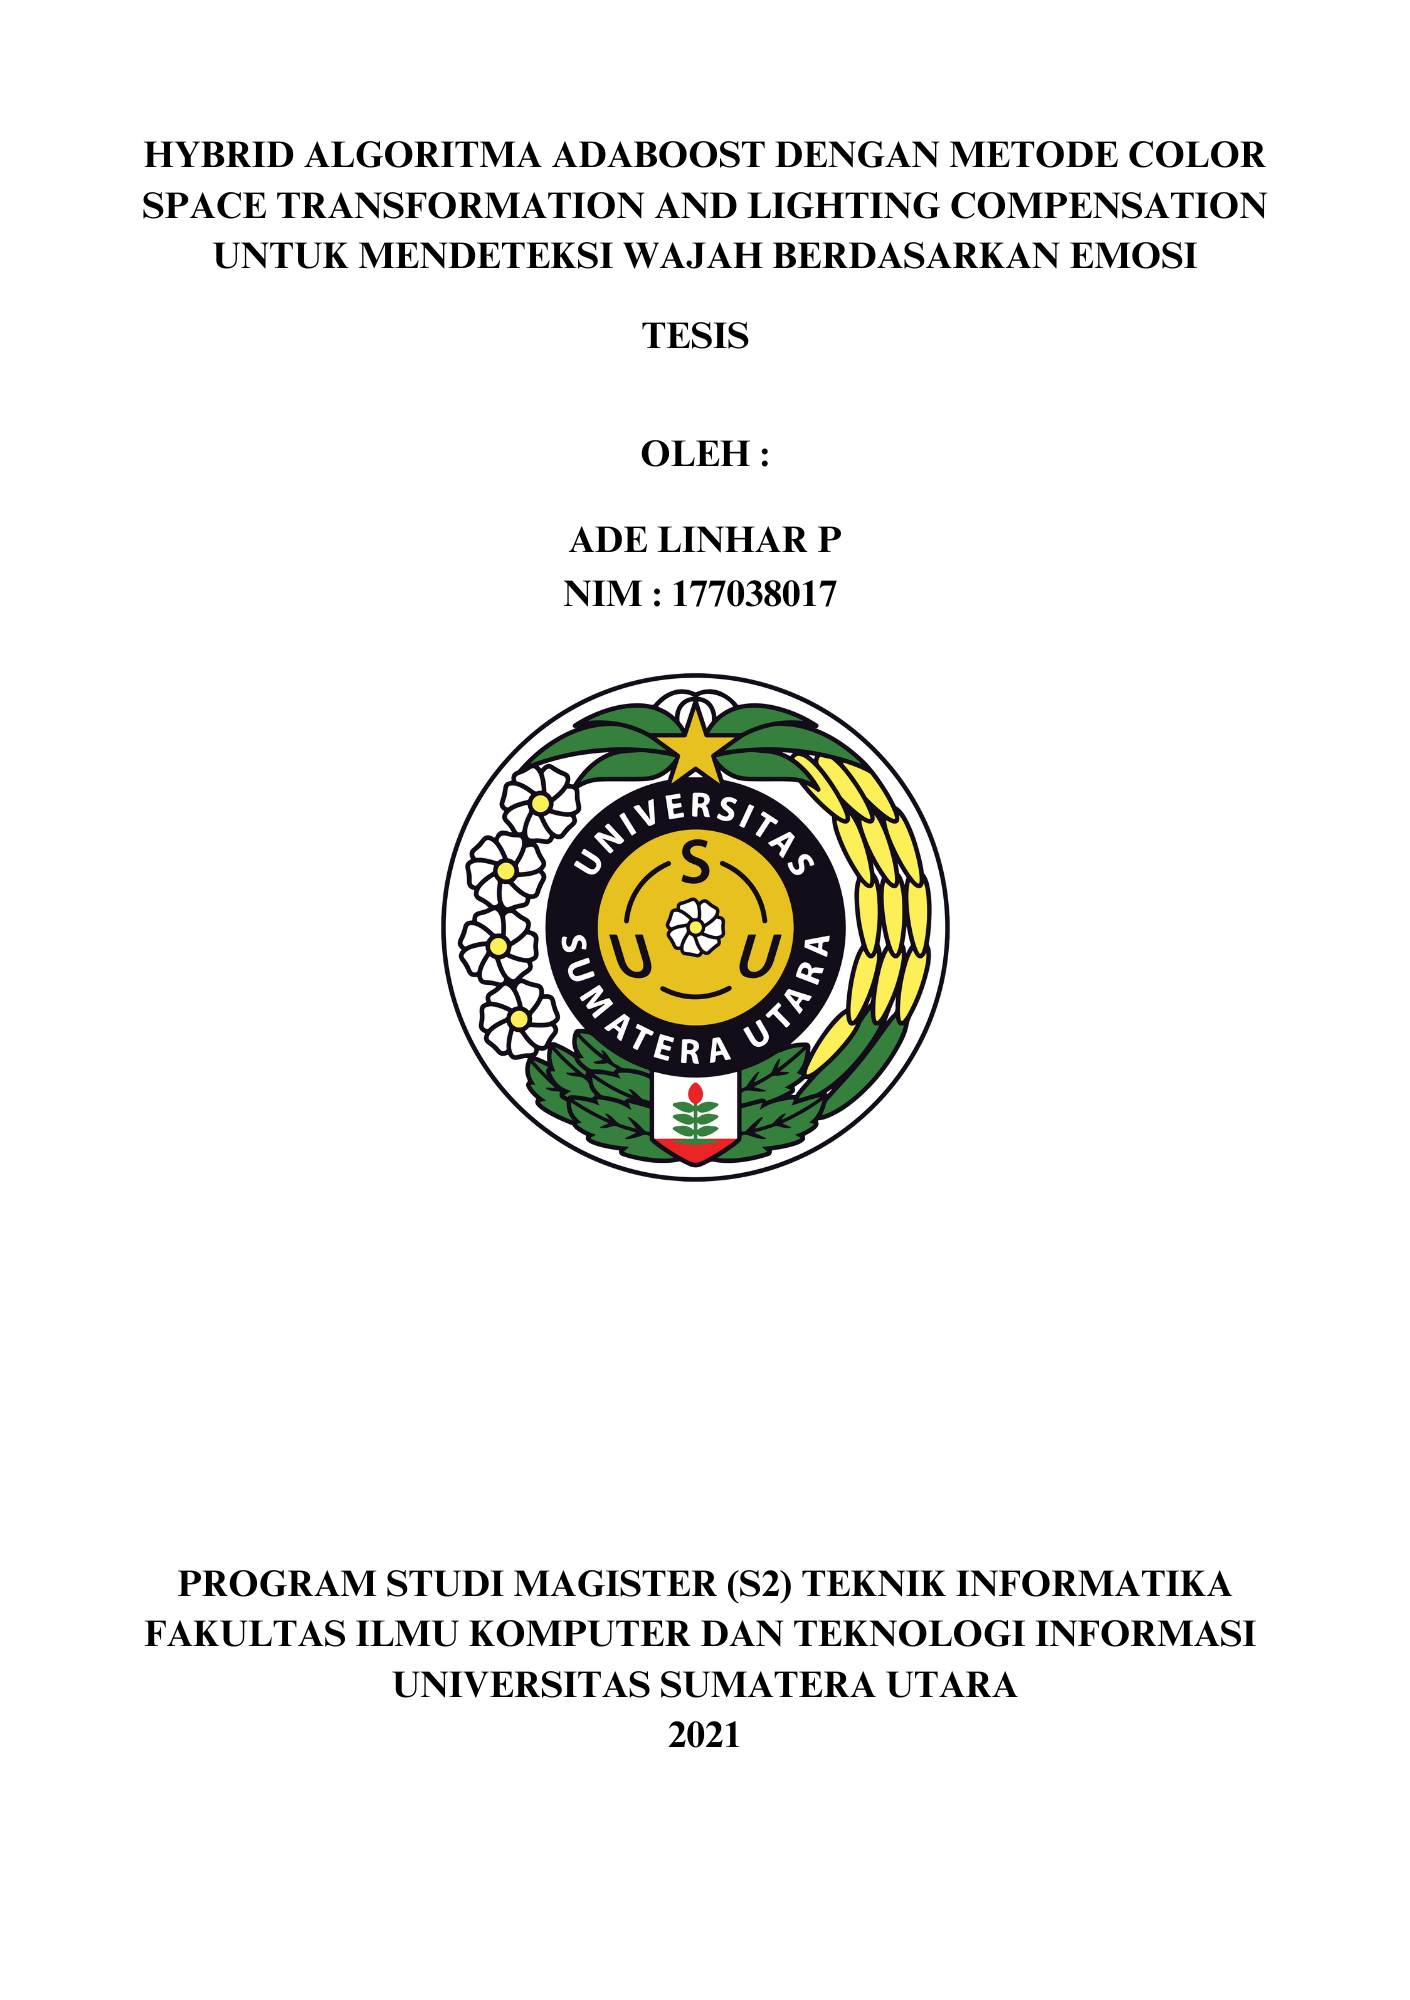 HYBRID ALGORITMA ADABOOST DENGAN METODE COLOR
SPACE TRANSFORMATION AND LIGHTING COMPENSATION
UNTUK MENDETEKSI WAJAH BERDASARKAN EMOSI
TESIS
OLEH :
ADE LINHAR P
NIM : 177038017
UNIVERSITAS
S
U U
SUMATERA UTARA
PROGRAM STUDI MAGISTER (S2) TEKNIK INFORMATIKA
FAKULTAS ILMU KOMPUTER DAN TEKNOLOGI INFORMASI
UNIVERSITAS SUMATERA UTARA
2021